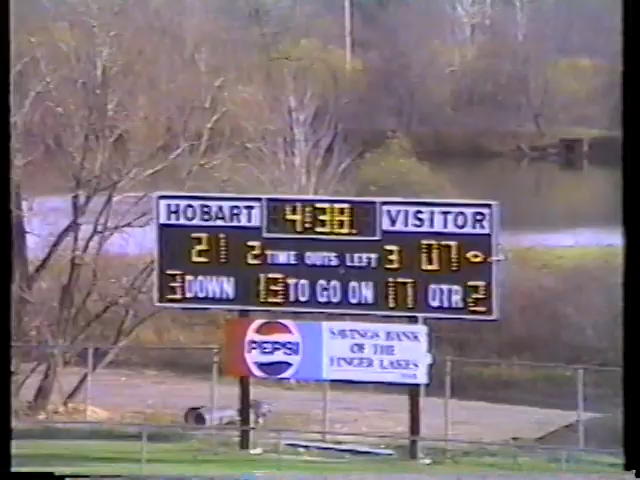 HOBART 4:38 VISITOR
21 2 TIME OUTS LEFT 3 07
3 DOWN 13 TO GO ON 17 QTR 2
PEPSI
SAVINGS BANK
OF THE
FINGER LAKES